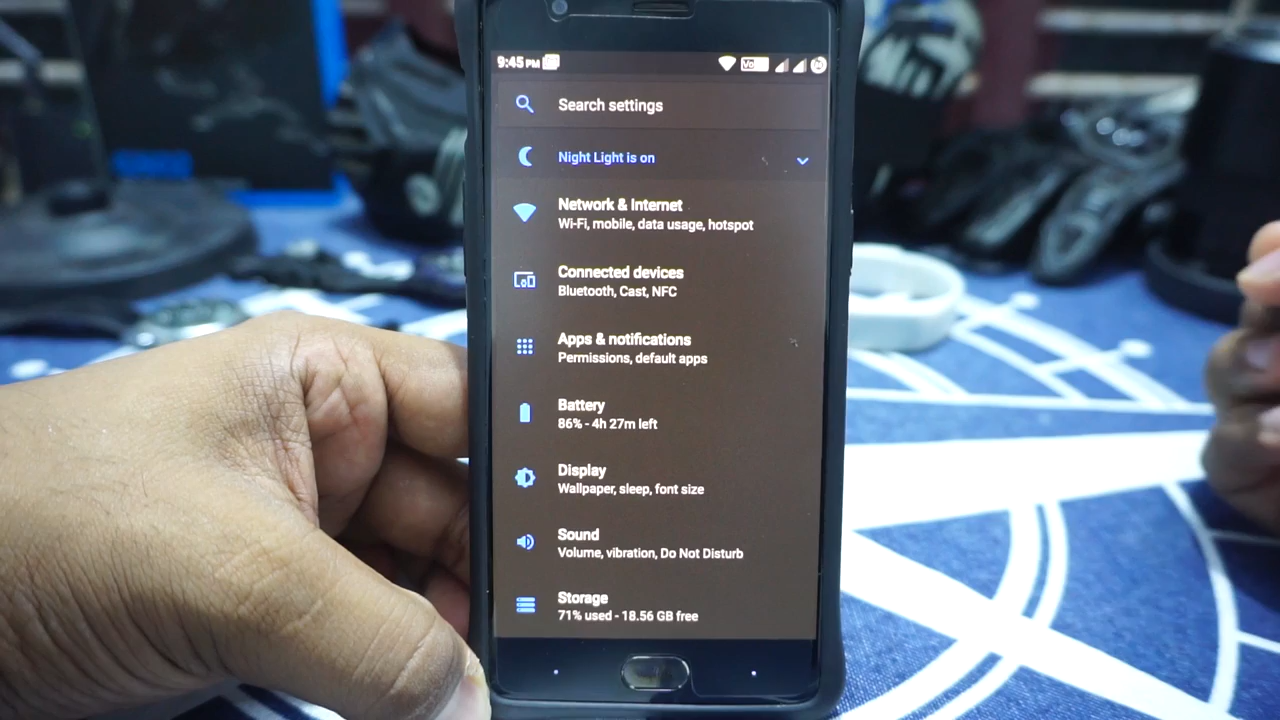 9:45 PM
Search settings
Night Light is on
Network & Internet
Wi-Fi, mobile, data usage, hotspot
Connected devices
Bluetooth, Cast, NFC
Apps & notifications
Permissions, default apps
Battery
86% - 4h 27m left
Display
Wallpaper, sleep, font size
Sound
Volume, vibration, Do Not Disturb
Storage
71% used - 18.56 GB free